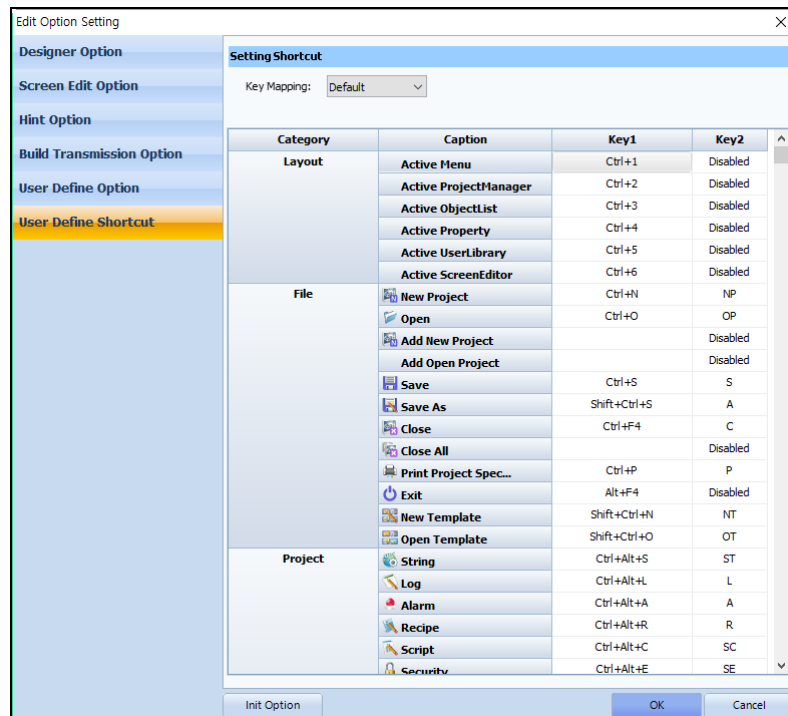 Edit Option Setting
Designer Option
Screen Edit Option
Hint Option
Build Transmission Option
User Define Option
User Define Shortcut
Setting Shortcut
Key Mapping: Default
Category Caption Key1 Key2
Layout Active Menu Ctrl+1 Disabled
Active ProjectManager Ctrl+2 Disabled
Active ObjectList Ctrl+3 Disabled
Active Property Ctrl+4 Disabled
Active UserLibrary Ctrl+5 Disabled
Active ScreenEditor Ctrl+6 Disabled
File New Project Ctrl+N NP
Open Ctrl+O OP
Add New Project Disabled
Add Open Project Disabled
Save Ctrl+S S
Save As Shift+Ctrl+S A
Close Ctrl+F4 C
Close All Disabled
Print Project Spec... Ctrl+P P
Exit Alt+F4 Disabled
New Template Shift+Ctrl+N NT
Open Template Shift+Ctrl+O OT
Project String Ctrl+Alt+S ST
Log Ctrl+Alt+L L
Alarm Ctrl+Alt+A A
Recipe Ctrl+Alt+R R
Script Ctrl+Alt+C SC
Security Ctrl+Alt+E SE
Init Option OK Cancel